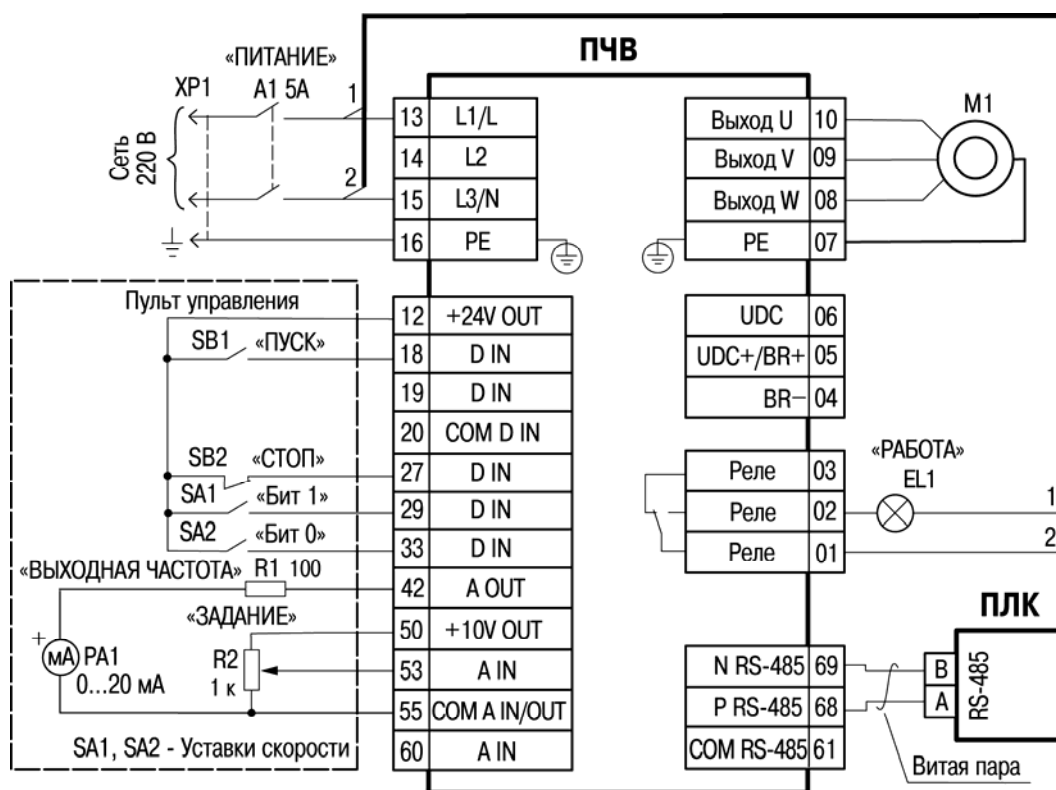 ПЧВ
«ПИТАНИЕ»
XP1 A1 5А 1
Сеть 220 В
2
13 L1/L
14 L2
15 L3/N
16 PE
Выход U 10
Выход V 09
Выход W 08
PE 07
M1
Пульт управления
SB1 «ПУСК»
SB2 «СТОП»
SA1 «Бит 1»
SA2 «Бит 0»
«ВЫХОДНАЯ ЧАСТОТА» R1 100
«ЗАДАНИЕ»
+
мА PA1
0...20 мА
R2
1 к
SA1, SA2 - Уставки скорости
12 +24V OUT
18 D IN
19 D IN
20 COM D IN
27 D IN
29 D IN
33 D IN
42 A OUT
50 +10V OUT
53 A IN
55 COM A IN/OUT
60 A IN
UDC 06
UDC+/BR+ 05
BR− 04
Реле 03
Реле 02
Реле 01
«РАБОТА»
EL1
1
2
ПЛК
N RS-485 69
P RS-485 68
COM RS-485 61
B
A
RS-485
Витая пара